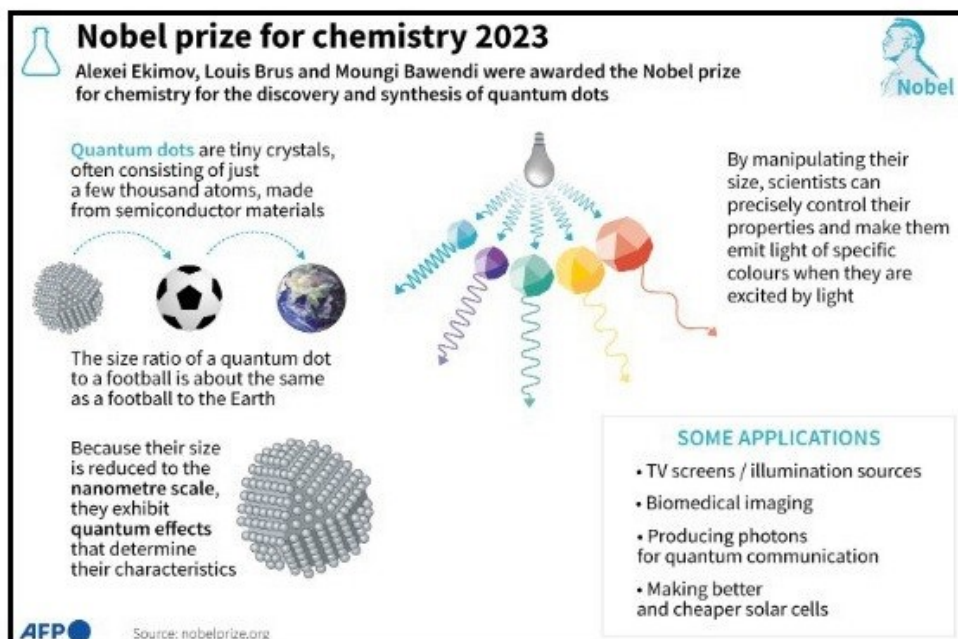 Nobel prize for chemistry 2023
Alexei Ekimov, Louis Brus and Moungi Bawendi were awarded the Nobel prize
for chemistry for the discovery and synthesis of quantum dots
Nobel
Quantum dots are tiny crystals,
often consisting of just
a few thousand atoms, made
from semiconductor materials
The size ratio of a quantum dot
to a football is about the same
as a football to the Earth
Because their size
is reduced to the
nanometre scale,
they exhibit
quantum effects
that determine
their characteristics
By manipulating their
size, scientists can
precisely control their
properties and make them
emit light of specific
colours when they are
excited by light
SOME APPLICATIONS
• TV screens / illumination sources
• Biomedical imaging
• Producing photons
for quantum communication
• Making better
and cheaper solar cells
AFP
Source: nobelprize.org